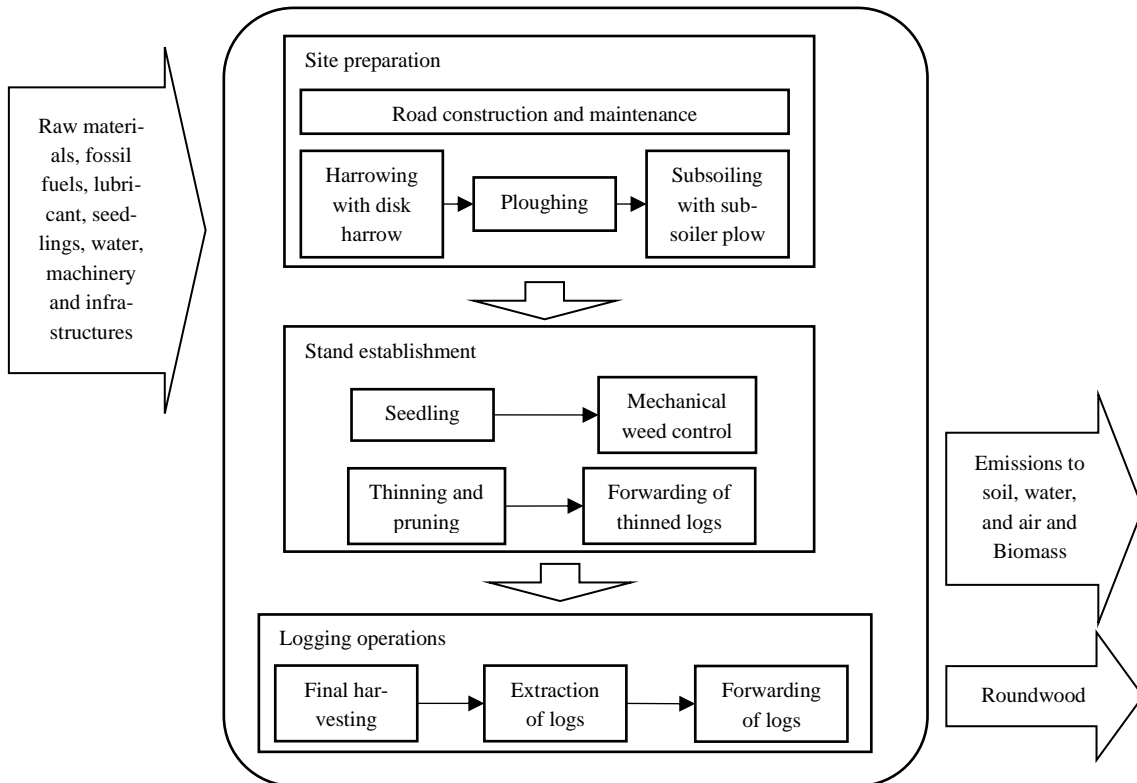 Raw materi-
als, fossil
fuels, lubri-
cant, seed-
lings, water,
machinery
and infra-
structures
Site preparation
Road construction and maintenance
Harrowing
with disk
harrow
Ploughing
Subsoiling
with sub-
soiler plow
Stand establishment
Seedling
Mechanical
weed control
Thinning and
pruning
Forwarding of
thinned logs
Logging operations
Final har-
vesting
Extraction
of logs
Forwarding
of logs
Emissions to
soil, water,
and air and
Biomass
Roundwood